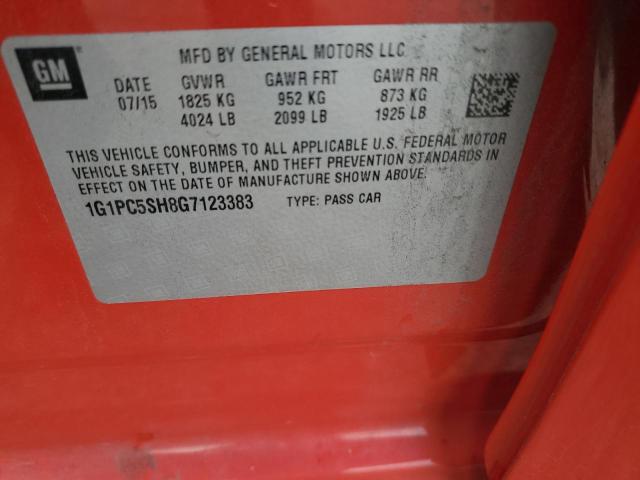 GM
MFD BY GENERAL MOTORS LLC
DATE GVWR GAWR FRT GAWR RR
07/15 1825 KG 952 KG 873 KG
4024 LB 2099 LB 1925 LB
THIS VEHICLE CONFORMS TO ALL APPLICABLE U.S. FEDERAL MOTOR
VEHICLE SAFETY, BUMPER, AND THEFT PREVENTION STANDARDS IN
EFFECT ON THE DATE OF MANUFACTURE SHOWN ABOVE.
1G1PC5SH8G7123383 TYPE: PASS CAR